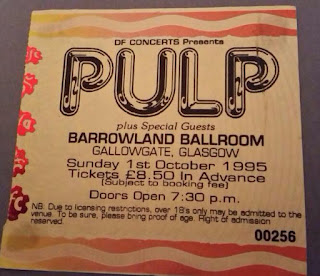 DF CONCERTS Presents
PULP
plus Special Guests
BARROWLAND BALLROOM
GALLOWGATE, GLASGOW
Sunday 1st October 1995
Tickets £8.50 In Advance
(Subject to booking fee)
Doors Open 7:30 p.m.
NB: Due to licensing restrictions, over 18's only may be admitted to the
venue. To be sure, please bring proof of age. Right of admission
reserved.
00256